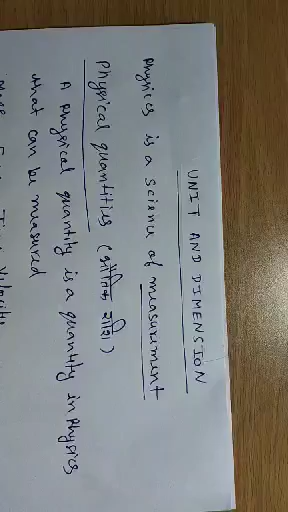 UNIT AND DIMENSION
Physics is a science of measurement
Physical quantities (भौतिक राशि)
A Physical quantity is a quantity in Physics
that can be measured
Velocity